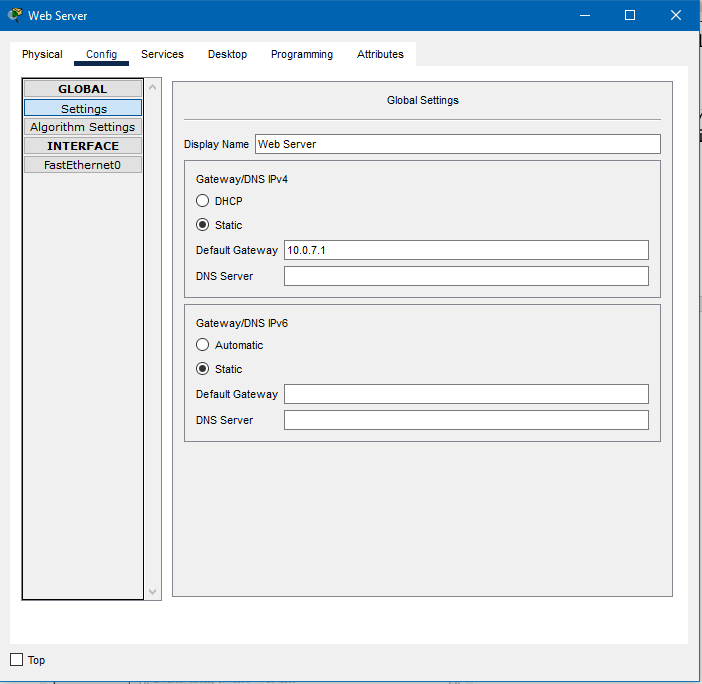 Web Server
Physical Config Services Desktop Programming Attributes
GLOBAL
Settings
Algorithm Settings
INTERFACE
FastEthernet0
Global Settings
Display Name Web Server
Gateway/DNS IPv4
DHCP
Static
Default Gateway 10.0.7.1
DNS Server
Gateway/DNS IPv6
Automatic
Static
Default Gateway
DNS Server
Top